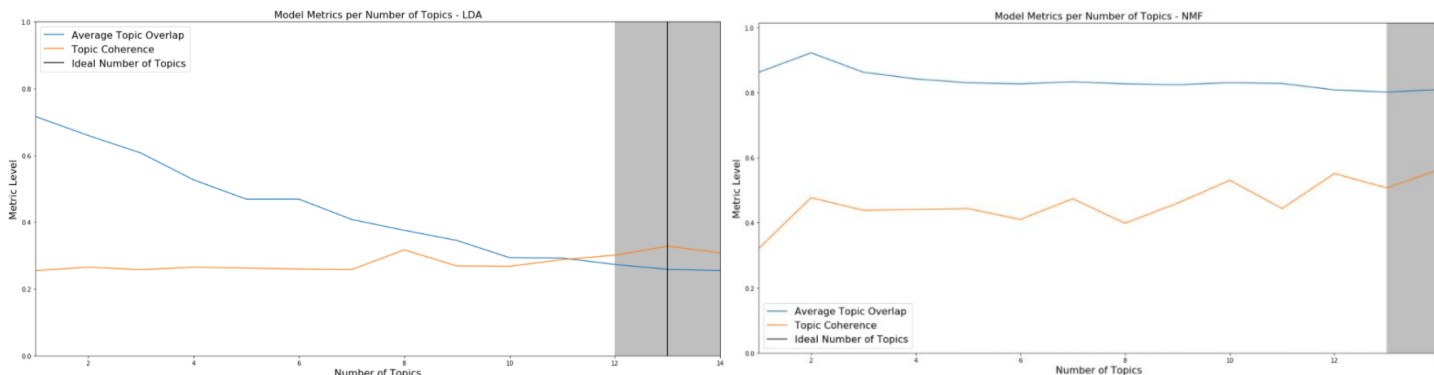 Model Metrics per Number of Topics - LDA
1.0
Average Topic Overlap
Topic Coherence
Ideal Number of Topics
0.8
0.6
Metric Level
0.4
0.2
0.0
2 4 6 8 10 12 14
Number of Topics
Model Metrics per Number of Topics - NMF
1.0
0.8
0.6
Metric Level
0.4
0.2
Average Topic Overlap
Topic Coherence
Ideal Number of Topics
0.0
2 4 6 8 10 12
Number of Topics